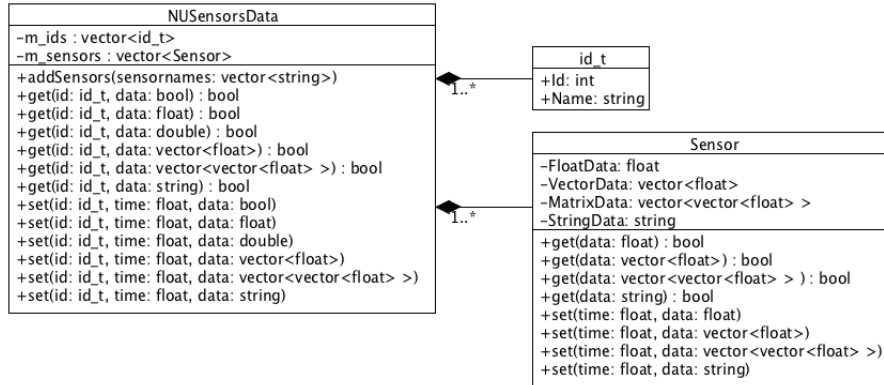 NUSensorsData
-m_ids : vector<id_t>
-m_sensors : vector<Sensor>
+addSensors(sensornames: vector<string>)
+get(id: id_t, data: bool) : bool
+get(id: id_t, data: float) : bool
+get(id: id_t, data: double) : bool
+get(id: id_t, data: vector<float>) : bool
+get(id: id_t, data: vector<vector<float> >) : bool
+get(id: id_t, data: string) : bool
+set(id: id_t, time: float, data: bool)
+set(id: id_t, time: float, data: float)
+set(id: id_t, time: float, data: double)
+set(id: id_t, time: float, data: vector<float>)
+set(id: id_t, time: float, data: vector<vector<float> >)
+set(id: id_t, time: float, data: string)
1..*
1..*
id_t
+Id: int
+Name: string
Sensor
-FloatData: float
-VectorData: vector<float>
-MatrixData: vector<vector<float> >
-StringData: string
+get(data: float) : bool
+get(data: vector<float>) : bool
+get(data: vector<vector<float> > ) : bool
+get(data: string) : bool
+set(time: float, data: float)
+set(time: float, data: vector<float>)
+set(time: float, data: vector<vector<float> >)
+set(time: float, data: string)